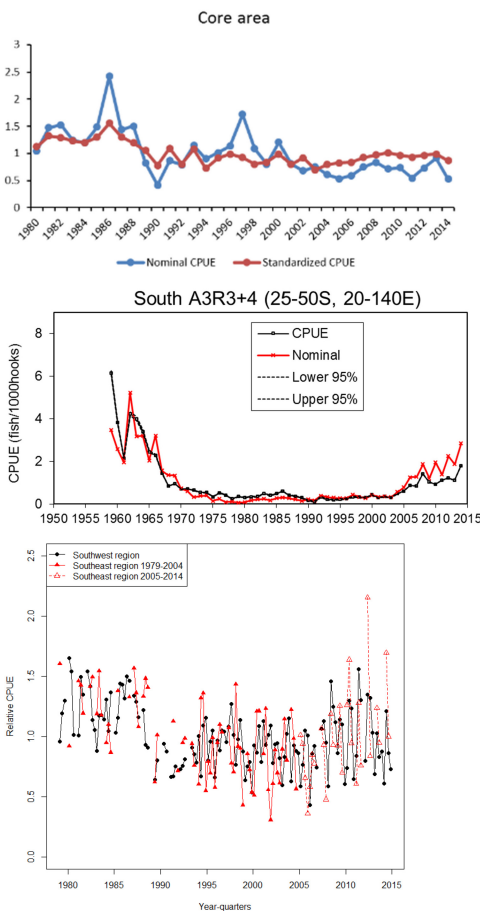 Core area
3
2.5
2
1.5
1
0.5
0
1980 1982 1984 1986 1988 1990 1992 1994 1996 1998 2000 2002 2004 2006 2008 2010 2012 2014
Nominal CPUE Standardized CPUE
South A3R3+4 (25-50S, 20-140E)
CPUE (fish/1000hooks)
8
6
4
2
0
CPUE
Nominal
Lower 95%
Upper 95%
1950 1955 1960 1965 1970 1975 1980 1985 1990 1995 2000 2005 2010 2015
Southwest region
Southeast region 1979-2004
Southeast region 2005-2014
Relative CPUE
2.5
2.0
1.5
1.0
0.5
0.0
1980 1985 1990 1995 2000 2005 2010 2015
Year-quarters